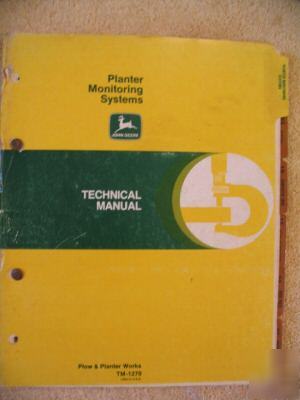 Planter
Monitoring
Systems
JOHN DEERE
TECHNICAL
MANUAL
Plow & Planter Works
TM-1270